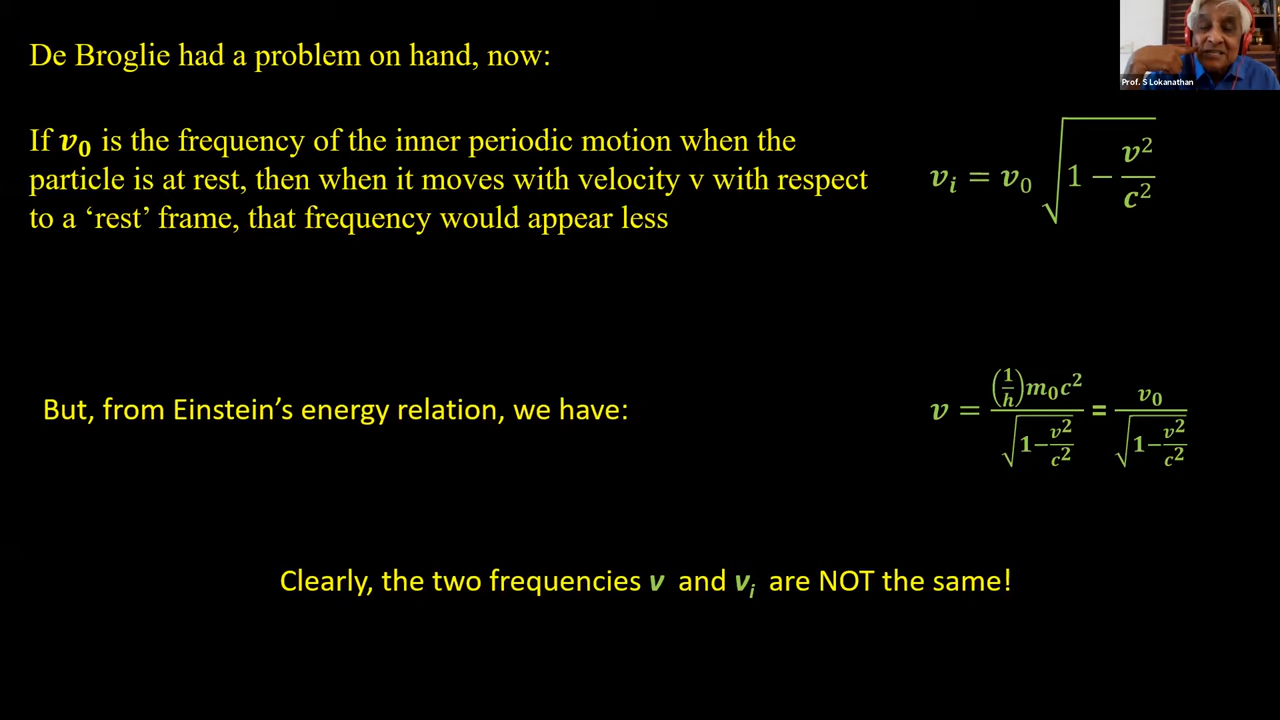 De Broglie had a problem on hand, now:
Prof. S Lokanathan
If ν₀ is the frequency of the inner periodic motion when the
particle is at rest, then when it moves with velocity v with respect
to a ‘rest’ frame, that frequency would appear less
νᵢ = ν₀ √(1 − v²/c²)
But, from Einstein’s energy relation, we have:
ν = (1/h)m₀c² / √(1−v²/c²) = ν₀ / √(1−v²/c²)
Clearly, the two frequencies ν and νᵢ are NOT the same!